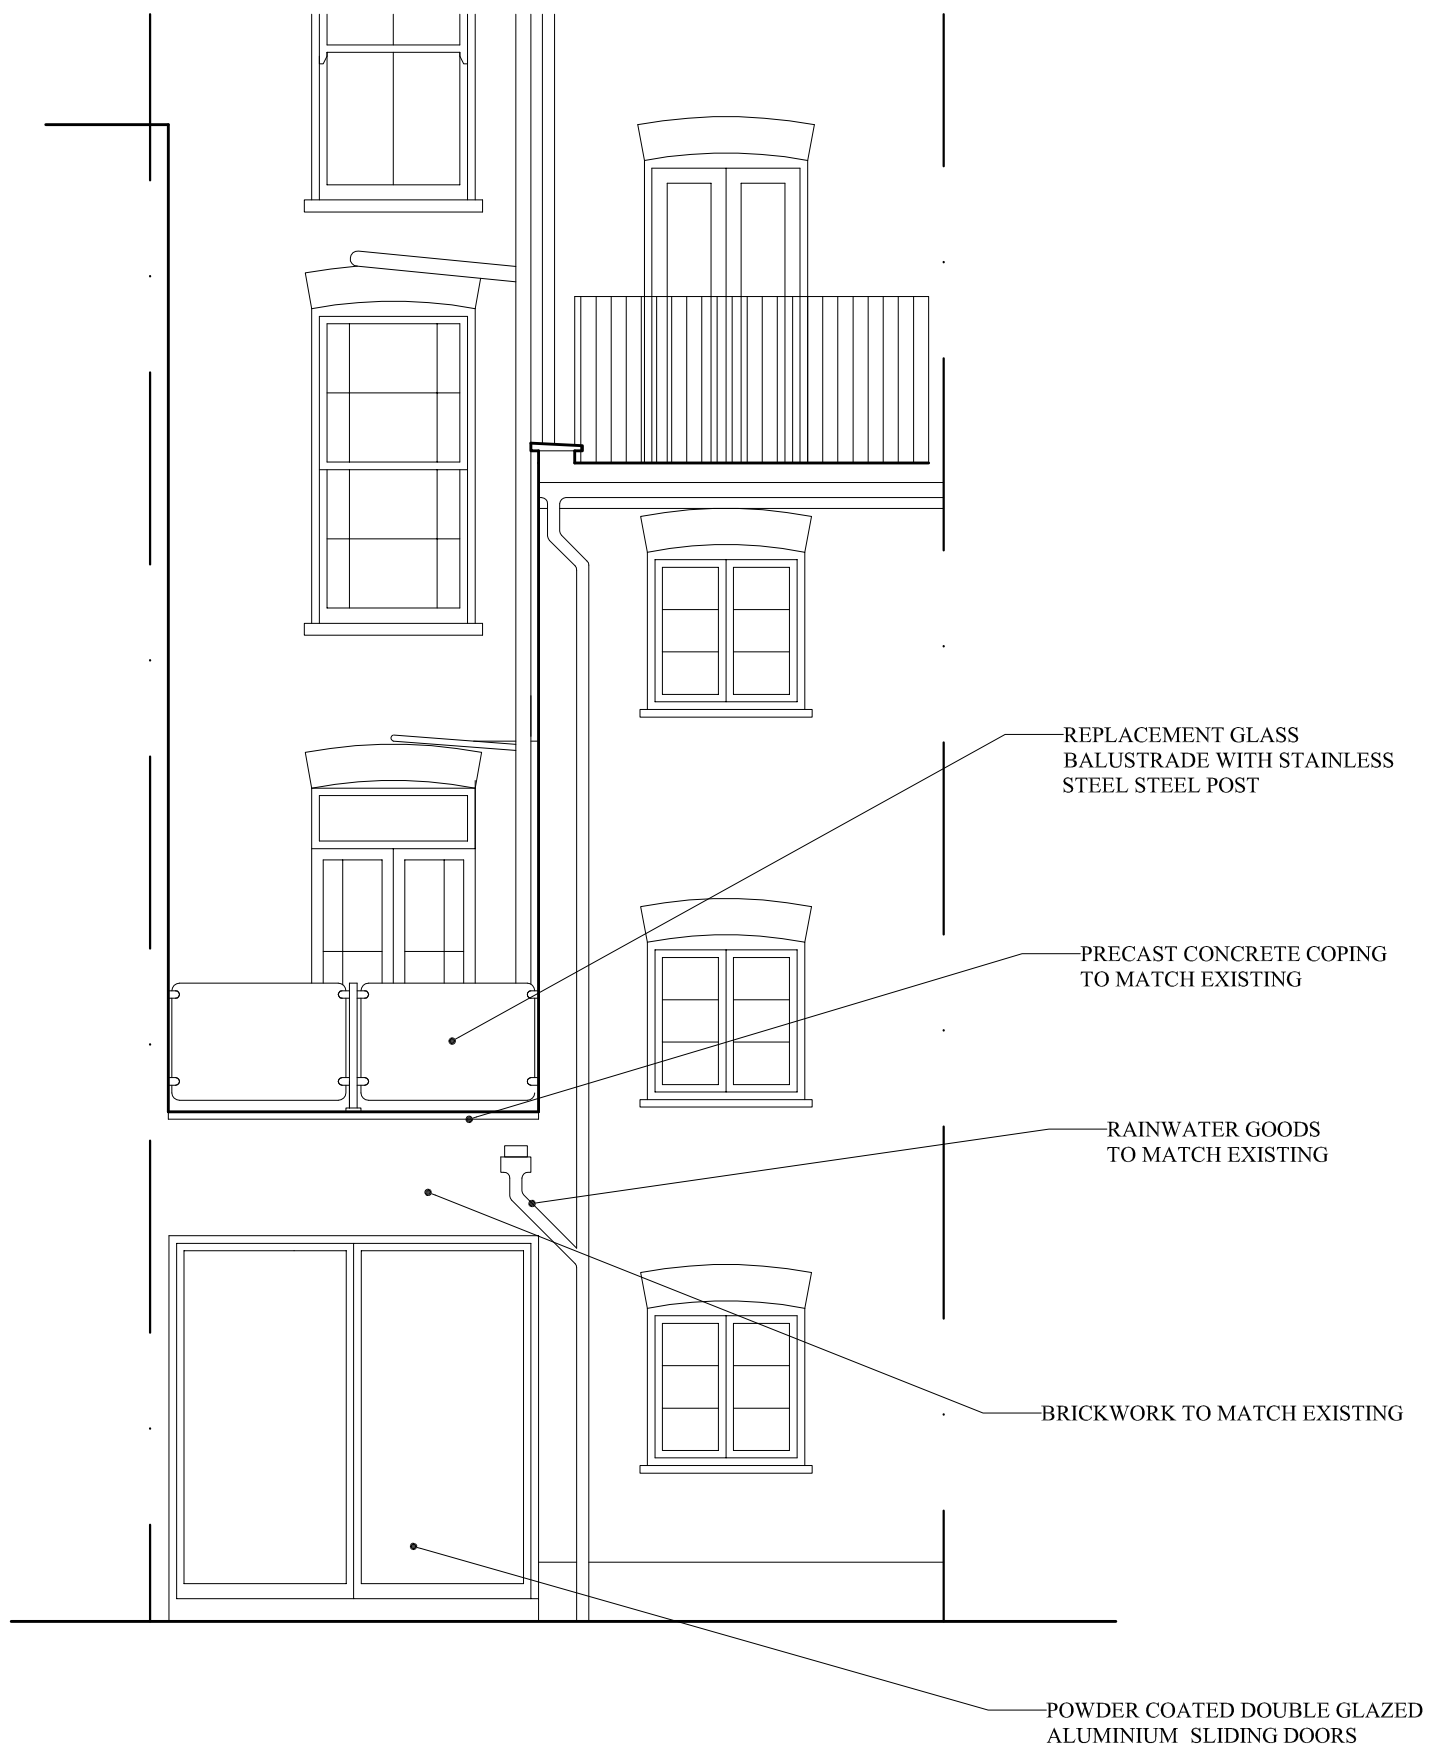 REPLACEMENT GLASS
BALUSTRADE WITH STAINLESS
STEEL STEEL POST
PRECAST CONCRETE COPING
TO MATCH EXISTING
RAINWATER GOODS
TO MATCH EXISTING
BRICKWORK TO MATCH EXISTING
POWDER COATED DOUBLE GLAZED
ALUMINIUM SLIDING DOORS